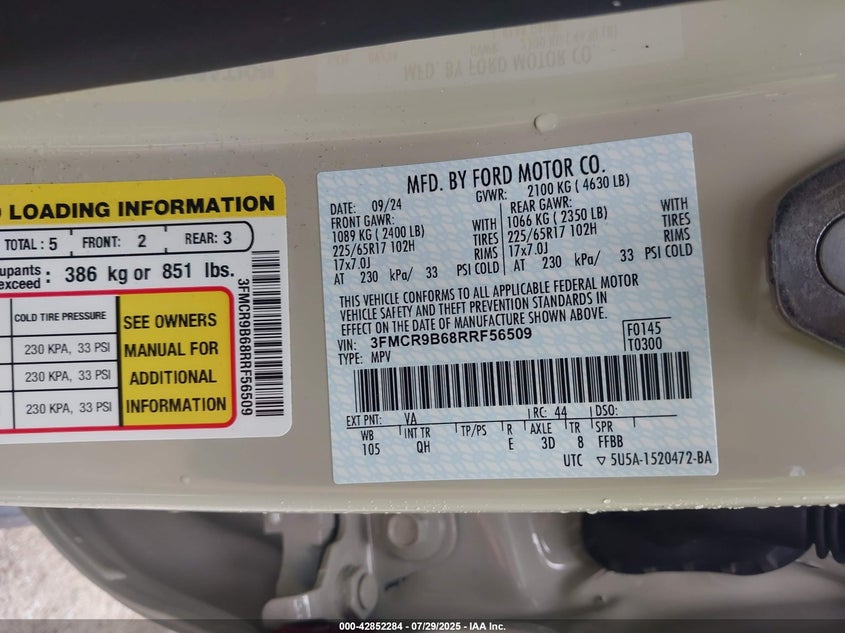 MFD. BY FORD MOTOR CO.
LOADING INFORMATION
TOTAL : 5 FRONT: 2 REAR: 3
upants
exceed : 386 kg or 851 lbs.
COLD TIRE PRESSURE
230 KPA, 33 PSI
230 KPA, 33 PSI
230 KPA, 33 PSI
SEE OWNERS
MANUAL FOR
ADDITIONAL
INFORMATION
3FMCR9B68RRF56509
MFD. BY FORD MOTOR CO.
DATE: 09/24 GVWR: 2100 KG ( 4630 LB)
FRONT GAWR: REAR GAWR:
1089 KG ( 2400 LB) WITH 1066 KG ( 2350 LB) WITH
225/65R17 102H TIRES 225/65R17 102H TIRES
17x7.0J RIMS 17x7.0J RIMS
AT 230 kPa/ 33 PSI COLD AT 230 kPa/ 33 PSI COLD
THIS VEHICLE CONFORMS TO ALL APPLICABLE FEDERAL MOTOR
VEHICLE SAFETY AND THEFT PREVENTION STANDARDS IN
EFFECT ON THE DATE OF MANUFACTURE SHOWN ABOVE.
VIN: 3FMCR9B68RRF56509 F0145
TYPE: MPV T0300
EXT PNT: VA RC: 44 DSO:
WB INT TR TP/PS R AXLE TR SPR
105 QH E 3D 8 FFBB
UTC ▽ 5U5A-1520472-BA
000-42852284 - 07/29/2025 - IAA Inc.